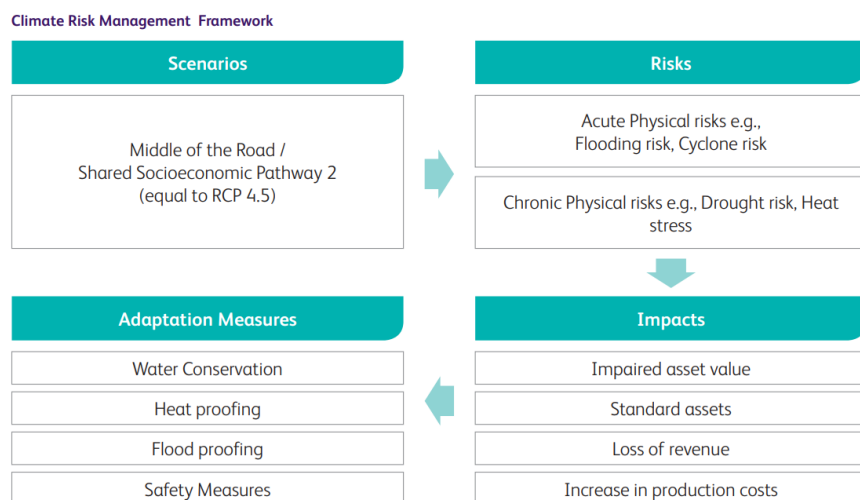 Climate Risk Management Framework
Scenarios
Middle of the Road /
Shared Socioeconomic Pathway 2
(equal to RCP 4.5)
Risks
Acute Physical risks e.g.,
Flooding risk, Cyclone risk
Chronic Physical risks e.g., Drought risk, Heat
stress
Impacts
Impaired asset value
Standard assets
Loss of revenue
Increase in production costs
Adaptation Measures
Water Conservation
Heat proofing
Flood proofing
Safety Measures